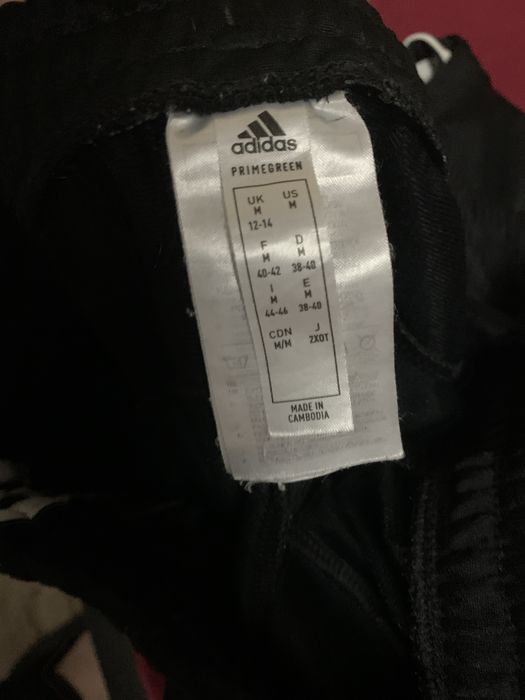 adidas
PRIMEGREEN
UK US
M M
12-14
F D
M M
40-42 38-40
I E
M M
44-46 38-40
CDN J
M/M 2XOT
MADE IN
CAMBODIA